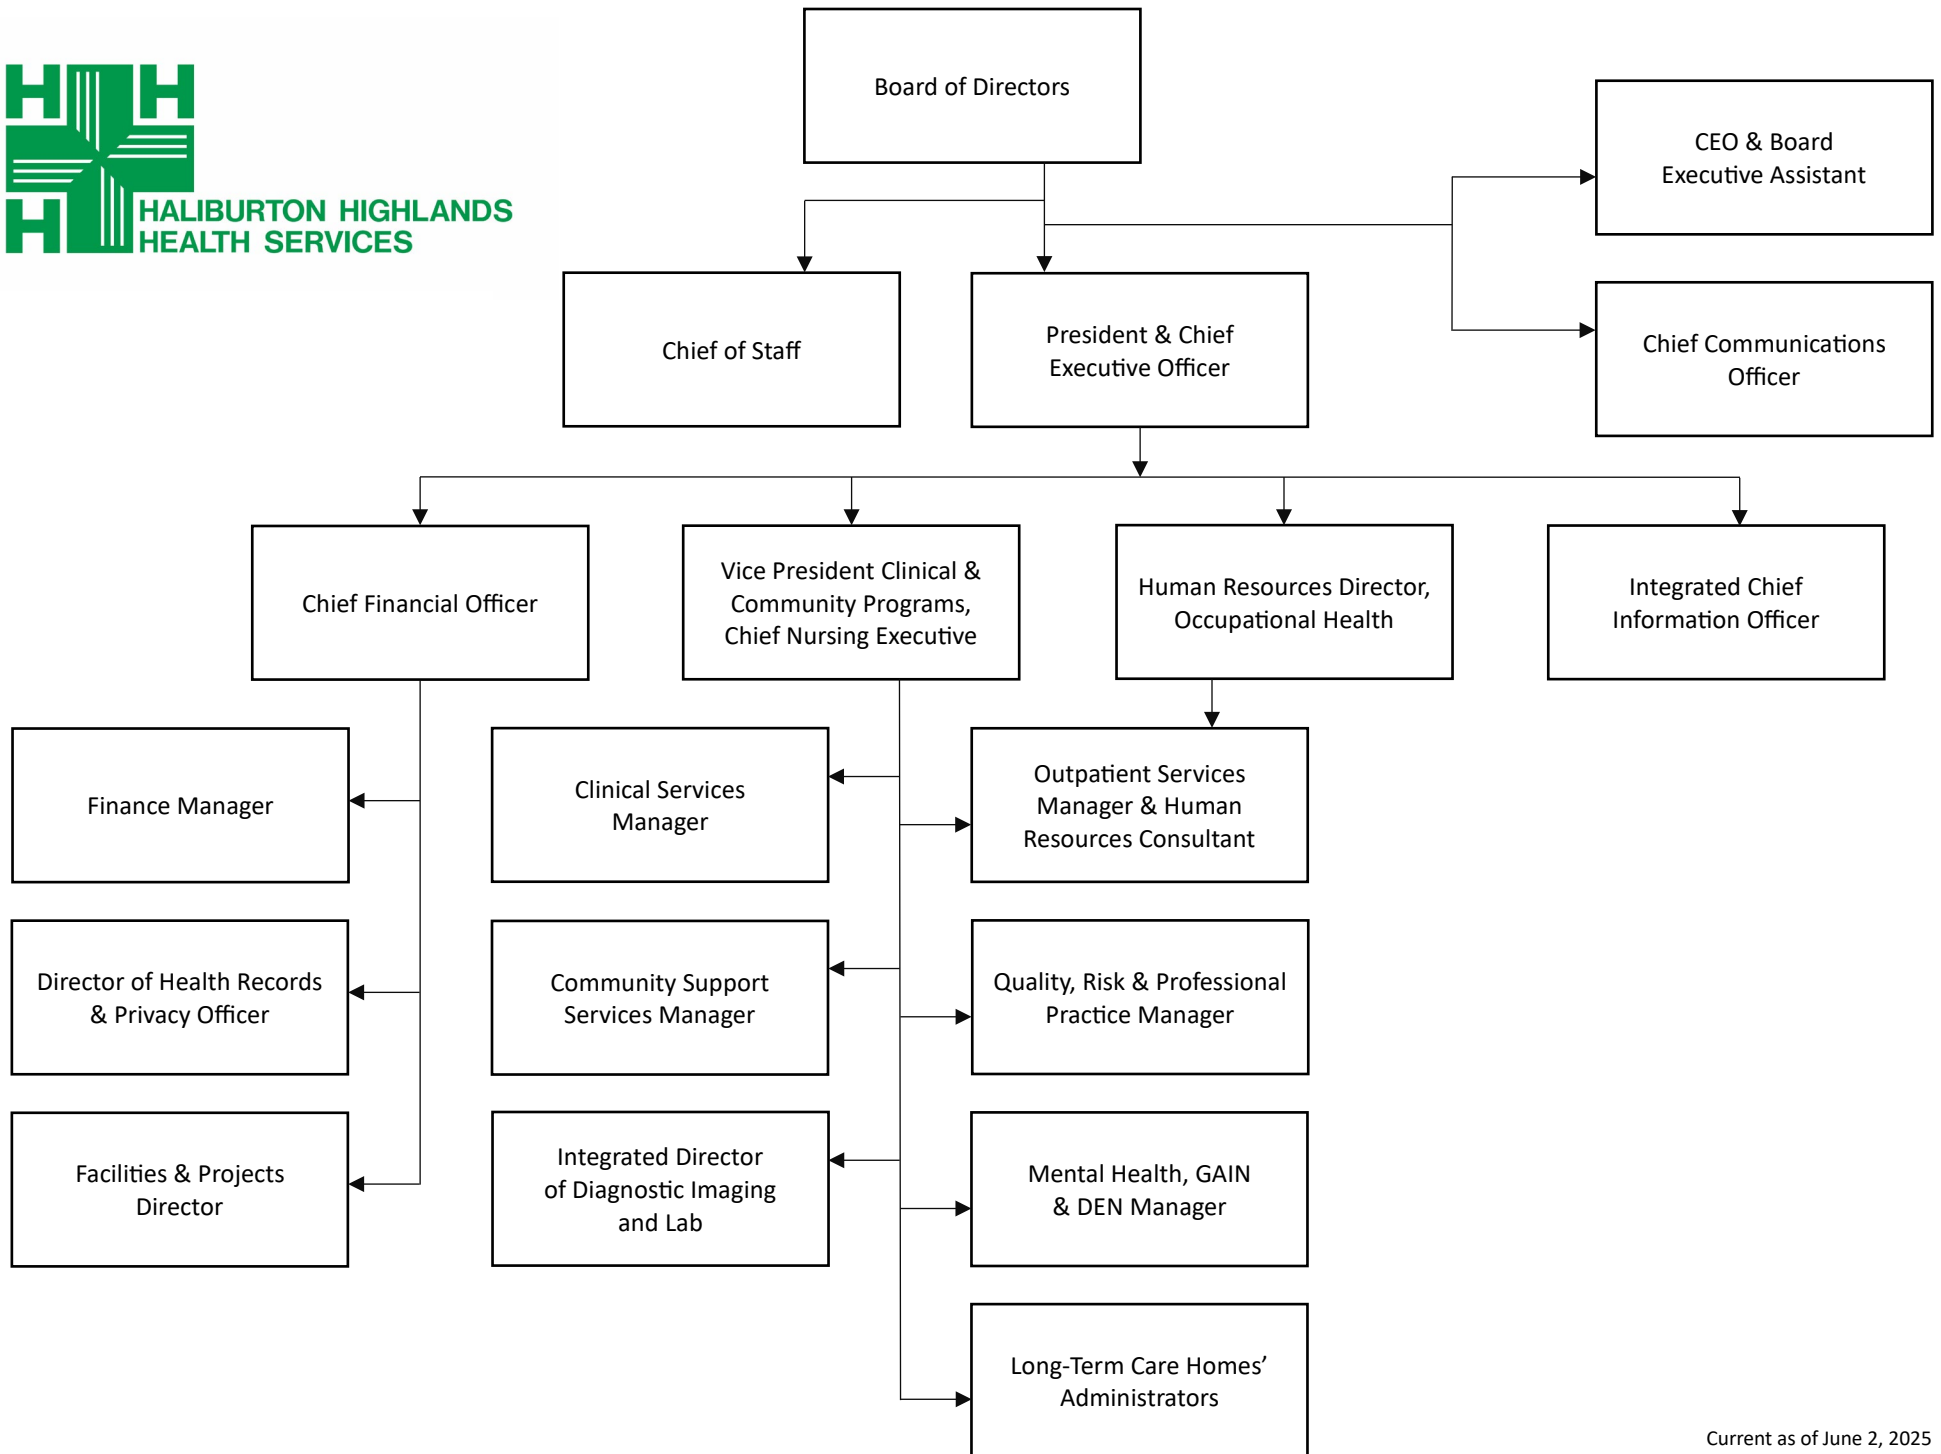 Board of Directors
H H
H
HALIBURTON HIGHLANDS
HEALTH SERVICES
CEO & Board
Executive Assistant
Chief of Staff
President & Chief
Executive Officer
Chief Communications
Officer
Chief Financial Officer
Vice President Clinical &
Community Programs,
Chief Nursing Executive
Human Resources Director,
Occupational Health
Integrated Chief
Information Officer
Finance Manager
Clinical Services
Manager
Outpatient Services
Manager & Human
Resources Consultant
Director of Health Records
& Privacy Officer
Community Support
Services Manager
Quality, Risk & Professional
Practice Manager
Facilities & Projects
Director
Integrated Director
of Diagnostic Imaging
and Lab
Mental Health, GAIN
& DEN Manager
Long-Term Care Homes’
Administrators
Current as of June 2, 2025